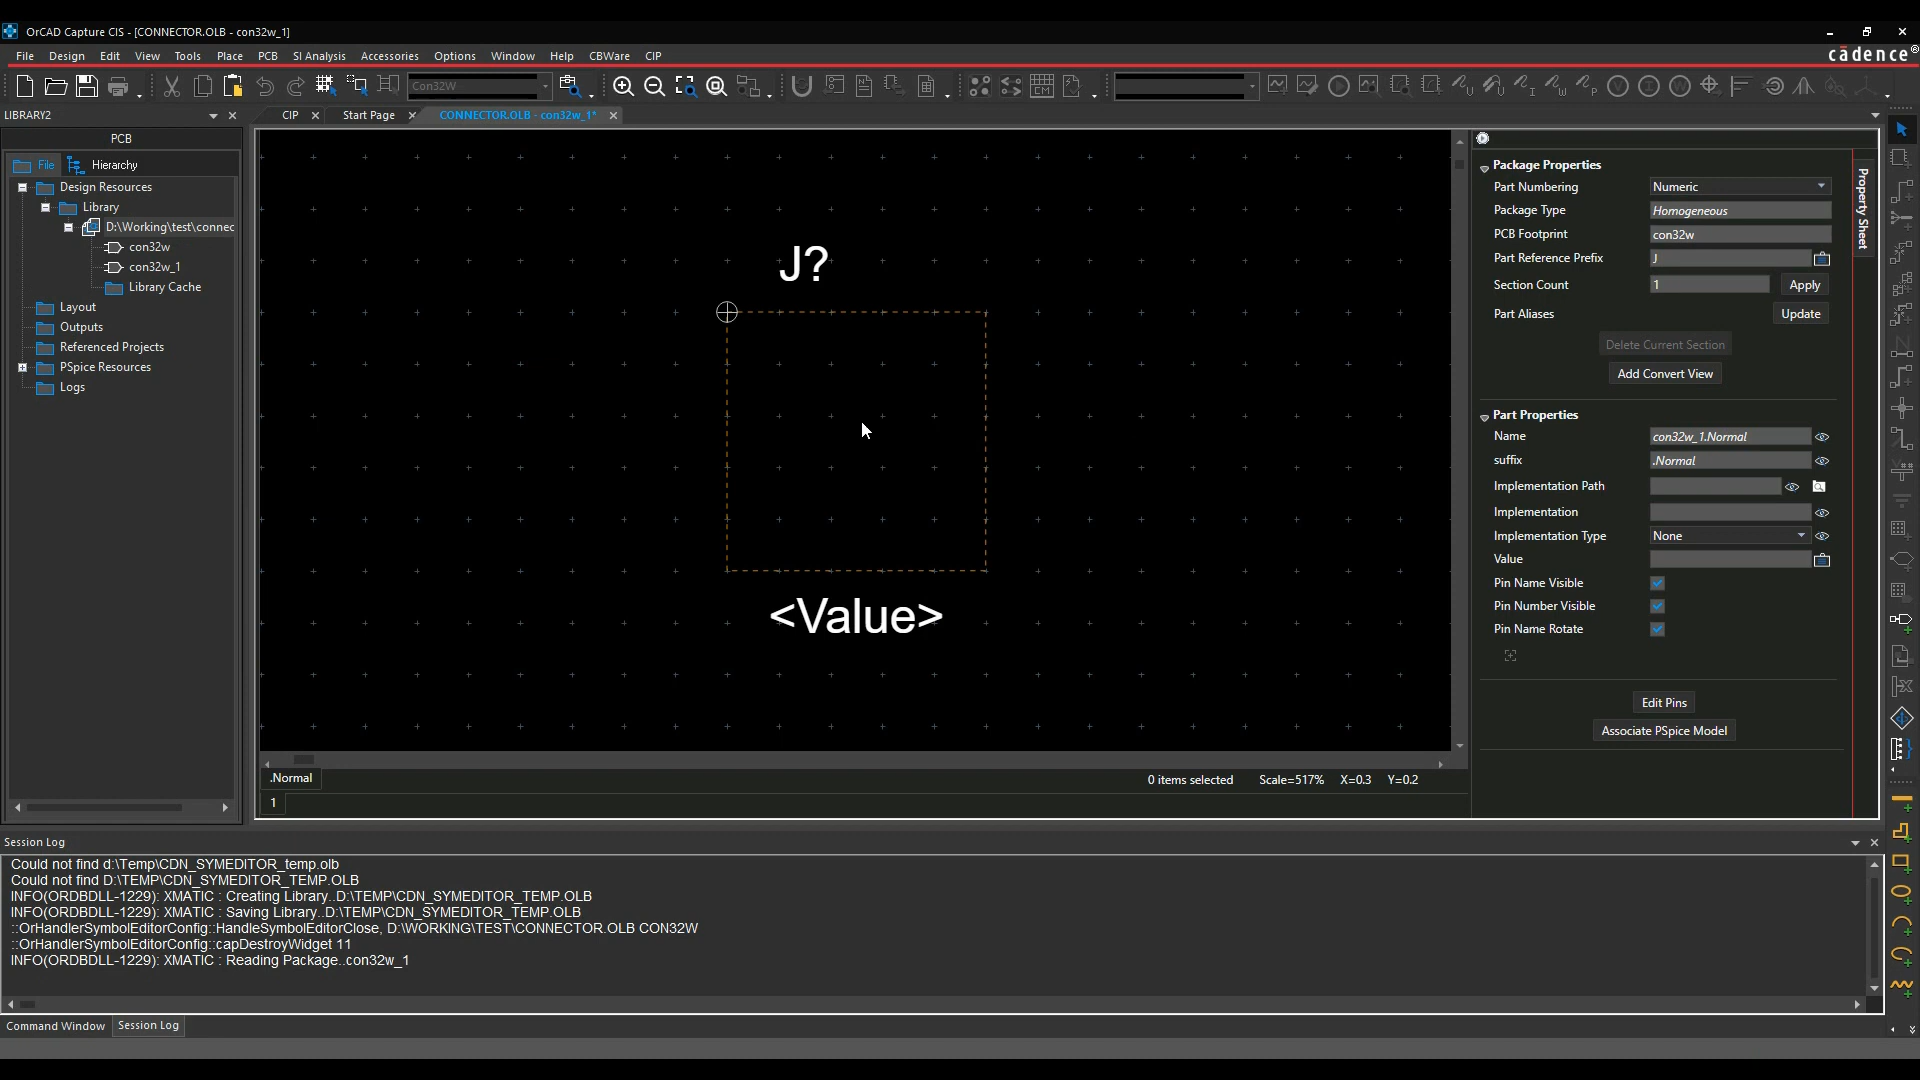 OrCAD Capture CIS - [CONNECTOR.OLB - con32w_1]
File Design Edit View Tools Place PCB SI Analysis Accessories Options Window Help CBWare CIP
cādence®
Con32W
LIBRARY2
CIP
Start Page
CONNECTOR.OLB - con32w_1*
PCB
File
Hierarchy
Design Resources
Library
D:\Working\test\connec
con32w
con32w_1
Library Cache
Layout
Outputs
Referenced Projects
PSpice Resources
Logs
J?
<Value>
.Normal
0 items selected Scale=517% X=0.3 Y=0.2
1
Package Properties
Part Numbering Numeric
Package Type Homogeneous
PCB Footprint con32w
Part Reference Prefix J
Section Count 1 Apply
Part Aliases Update
Delete Current Section
Add Convert View
Part Properties
Name con32w_1.Normal
suffix .Normal
Implementation Path
Implementation
Implementation Type None
Value
Pin Name Visible
Pin Number Visible
Pin Name Rotate
Edit Pins
Associate PSpice Model
Property Sheet
Session Log
Could not find d:\Temp\CDN_SYMEDITOR_temp.olb
Could not find D:\TEMP\CDN_SYMEDITOR_TEMP.OLB
INFO(ORDBDLL-1229): XMATIC : Creating Library..D:\TEMP\CDN_SYMEDITOR_TEMP.OLB
INFO(ORDBDLL-1229): XMATIC : Saving Library..D:\TEMP\CDN_SYMEDITOR_TEMP.OLB
::OrHandlerSymbolEditorConfig::HandleSymbolEditorClose, D:\WORKING\TEST\CONNECTOR.OLB CON32W
::OrHandlerSymbolEditorConfig::capDestroyWidget 11
INFO(ORDBDLL-1229): XMATIC : Reading Package..con32w_1
Command Window
Session Log